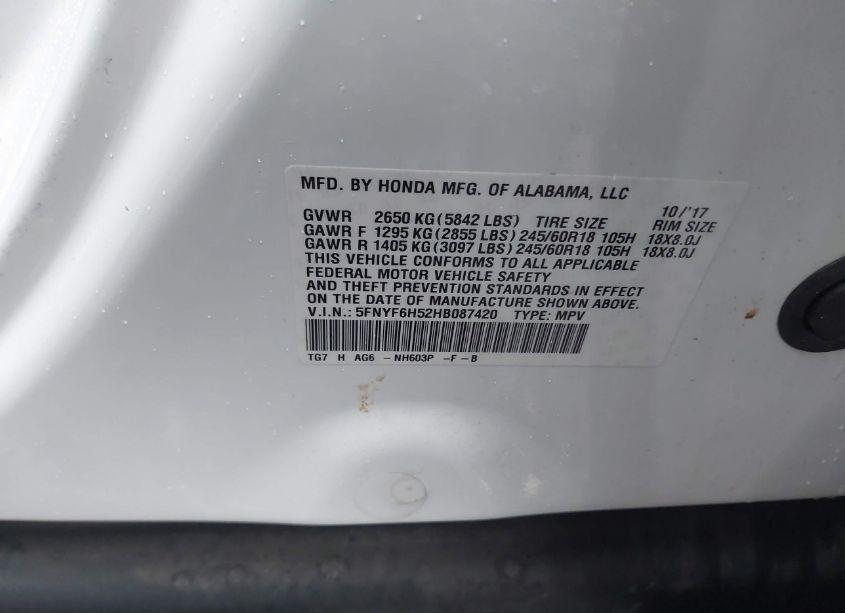 MFD. BY HONDA MFG. OF ALABAMA, LLC 10/'17
GVWR 2650 KG (5842 LBS) TIRE SIZE RIM SIZE
GAWR F 1295 KG (2855 LBS) 245/60R18 105H 18X8.0J
GAWR R 1405 KG (3097 LBS) 245/60R18 105H 18X8.0J
THIS VEHICLE CONFORMS TO ALL APPLICABLE
FEDERAL MOTOR VEHICLE SAFETY
AND THEFT PREVENTION STANDARDS IN EFFECT
ON THE DATE OF MANUFACTURE SHOWN ABOVE.
V.I.N.: 5FNYF6H52HB087420 TYPE: MPV
TG7 H AG6 - NH603P -F-B